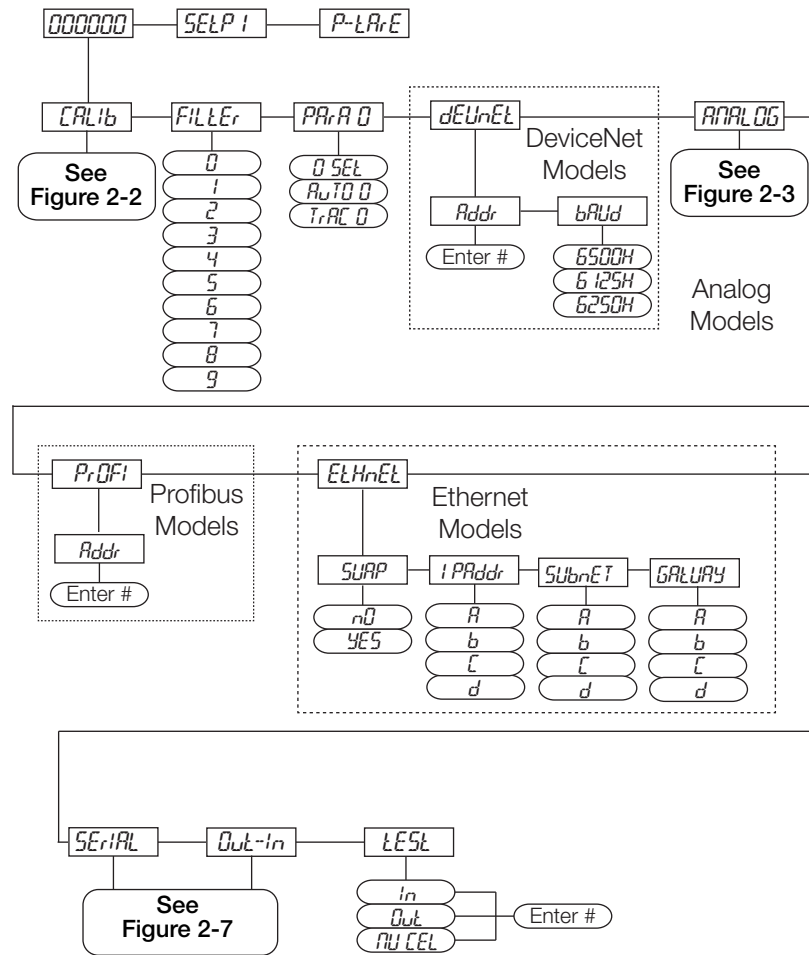 000000 SEtP 1 P-tArE
CALib FILtEr PArA 0 dEUnEt ANALOG
See
Figure 2-2
0
1
2
3
4
5
6
7
8
9
0 SEt
AuTO 0
TrAC 0
DeviceNet
Models
Addr bAUd
Enter #
6500H
6125H
6250H
See
Figure 2-3
Analog
Models
PrOFI
Profibus
Models
Addr
Enter #
EtHnEt
Ethernet
Models
SUAP IPAddr SUbnET GAtUAY
nO
YES
A
b
C
d
A
b
C
d
A
b
C
d
SErIAL Out-In tESt
See
Figure 2-7
In
Out
NU CEL
Enter #